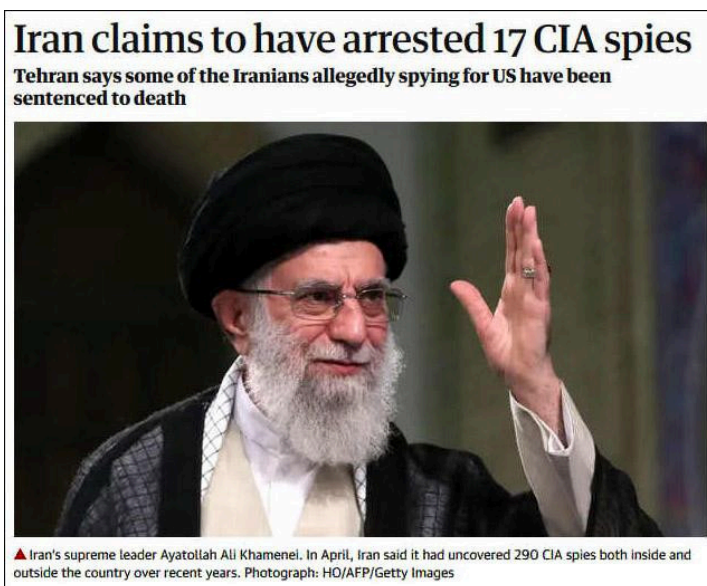 Iran claims to have arrested 17 CIA spies
Tehran says some of the Iranians allegedly spying for US have been
sentenced to death
▲ Iran's supreme leader Ayatollah Ali Khamenei. In April, Iran said it had uncovered 290 CIA spies both inside and
outside the country over recent years. Photograph: HO/AFP/Getty Images